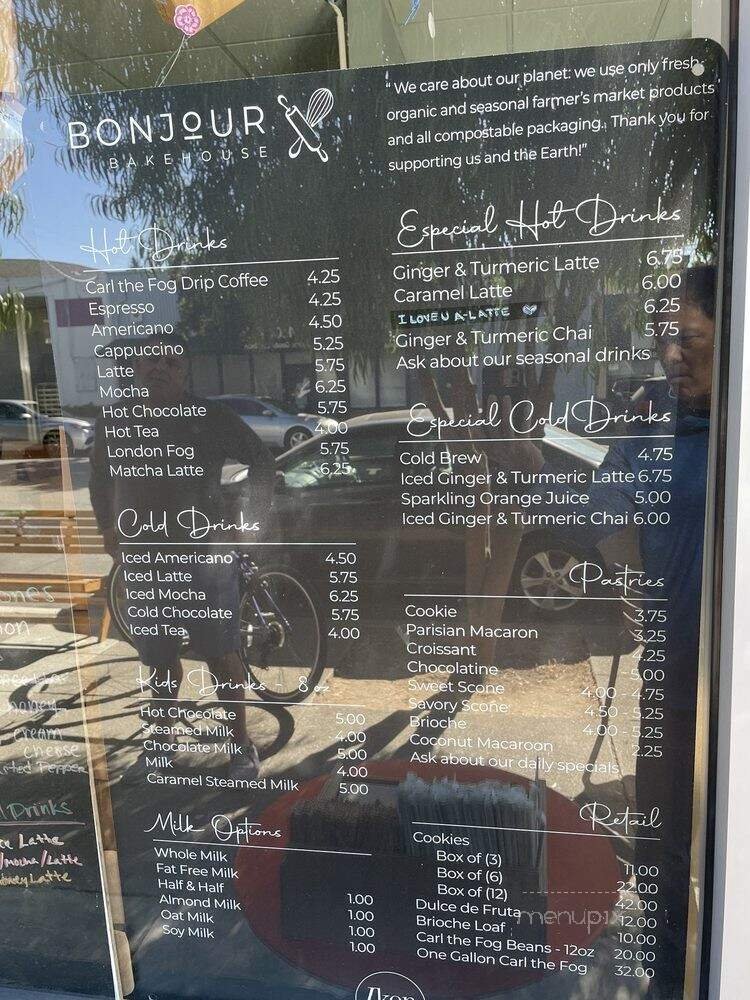 BONJOUR
BAKEHOUSE
"We care about our planet: we use only fresh,
organic and seasonal farmer's market products
and all compostable packaging. Thank you for
supporting us and the Earth!"
Hot Drinks
Carl the Fog Drip Coffee 4.25
Espresso 4.25
Americano 4.50
Cappuccino 5.25
Latte 5.75
Mocha 6.25
Hot Chocolate 5.75
Hot Tea 4.00
London Fog 5.75
Matcha Latte 6.25
Cold Drinks
Iced Americano 4.50
Iced Latte 5.75
Iced Mocha 6.25
Cold Chocolate 5.75
Iced Tea 4.00
Kids Drinks - 8 oz
Hot Chocolate 5.00
Steamed Milk 4.00
Chocolate Milk 5.00
Milk 4.00
Caramel Steamed Milk 5.00
Milk Options
Whole Milk
Fat Free Milk
Half & Half 1.00
Almond Milk 1.00
Oat Milk 1.00
Soy Milk 1.00
Especial Hot Drinks
Ginger & Turmeric Latte 6.75
Caramel Latte 6.00
I LOVE U A-LATTE 6.25
Ginger & Turmeric Chai 5.75
Ask about our seasonal drinks
Especial Cold Drinks
Cold Brew 4.75
Iced Ginger & Turmeric Latte 6.75
Sparkling Orange Juice 5.00
Iced Ginger & Turmeric Chai 6.00
Pastries
Cookie 3.75
Parisian Macaron 3.25
Croissant 4.25
Chocolatine 5.00
Sweet Scone 4.00 - 4.75
Savory Scone 4.50 - 5.25
Brioche 4.00 - 5.25
Coconut Macaroon 2.25
Ask about our daily specials
Retail
Cookies
Box of (3) 11.00
Box of (6) 22.00
Box of (12) 42.00
Dulce de Fruta 12.00
Brioche Loaf 10.00
Carl the Fog Beans - 12oz 20.00
One Gallon Carl the Fog 32.00
menupix
cream
cheese
Pepper
Drinks
Latte
/mocha/Latte
Latte